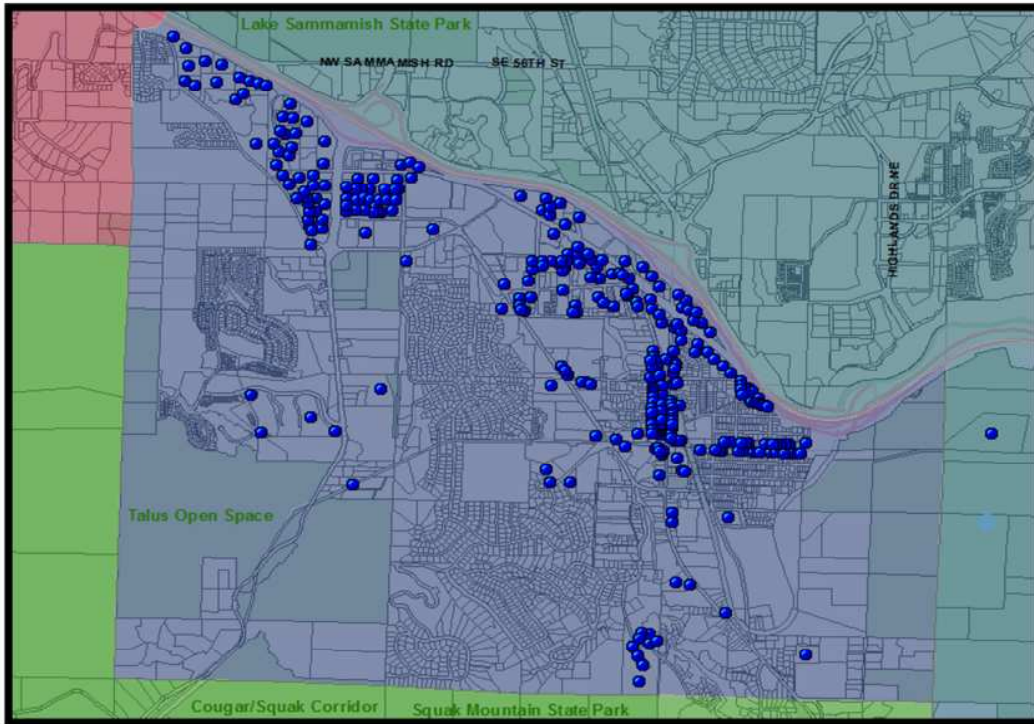 Lake Sammamish State Park
NW SAMMAMISH RD
SE 56TH ST
HIGHLANDS DR NE
Talus Open Space
Cougar/Squak Corridor
Squak Mountain State Park